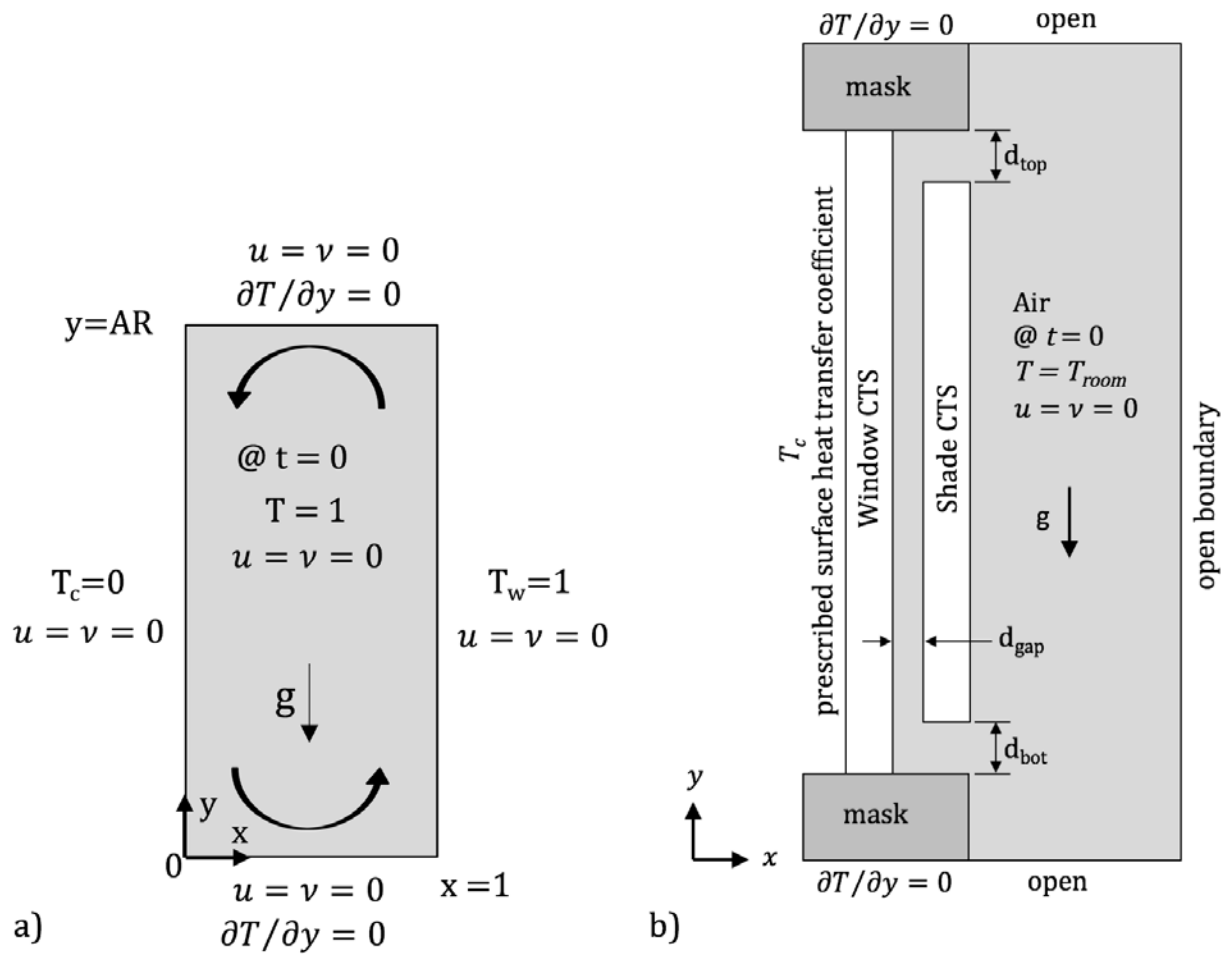 u = v = 0
∂T/∂y = 0
y=AR
@ t = 0
T = 1
u = v = 0
T_c=0
u = v = 0
T_w=1
u = v = 0
g
y
x
0
x =1
u = v = 0
∂T/∂y = 0
a)
∂T/∂y = 0
open
mask
d_top
T_c
prescribed surface heat transfer coefficient
Window CTS
Shade CTS
Air
@ t = 0
T = T_room
u = v = 0
g
open boundary
d_gap
d_bot
y
x
mask
∂T/∂y = 0
open
b)